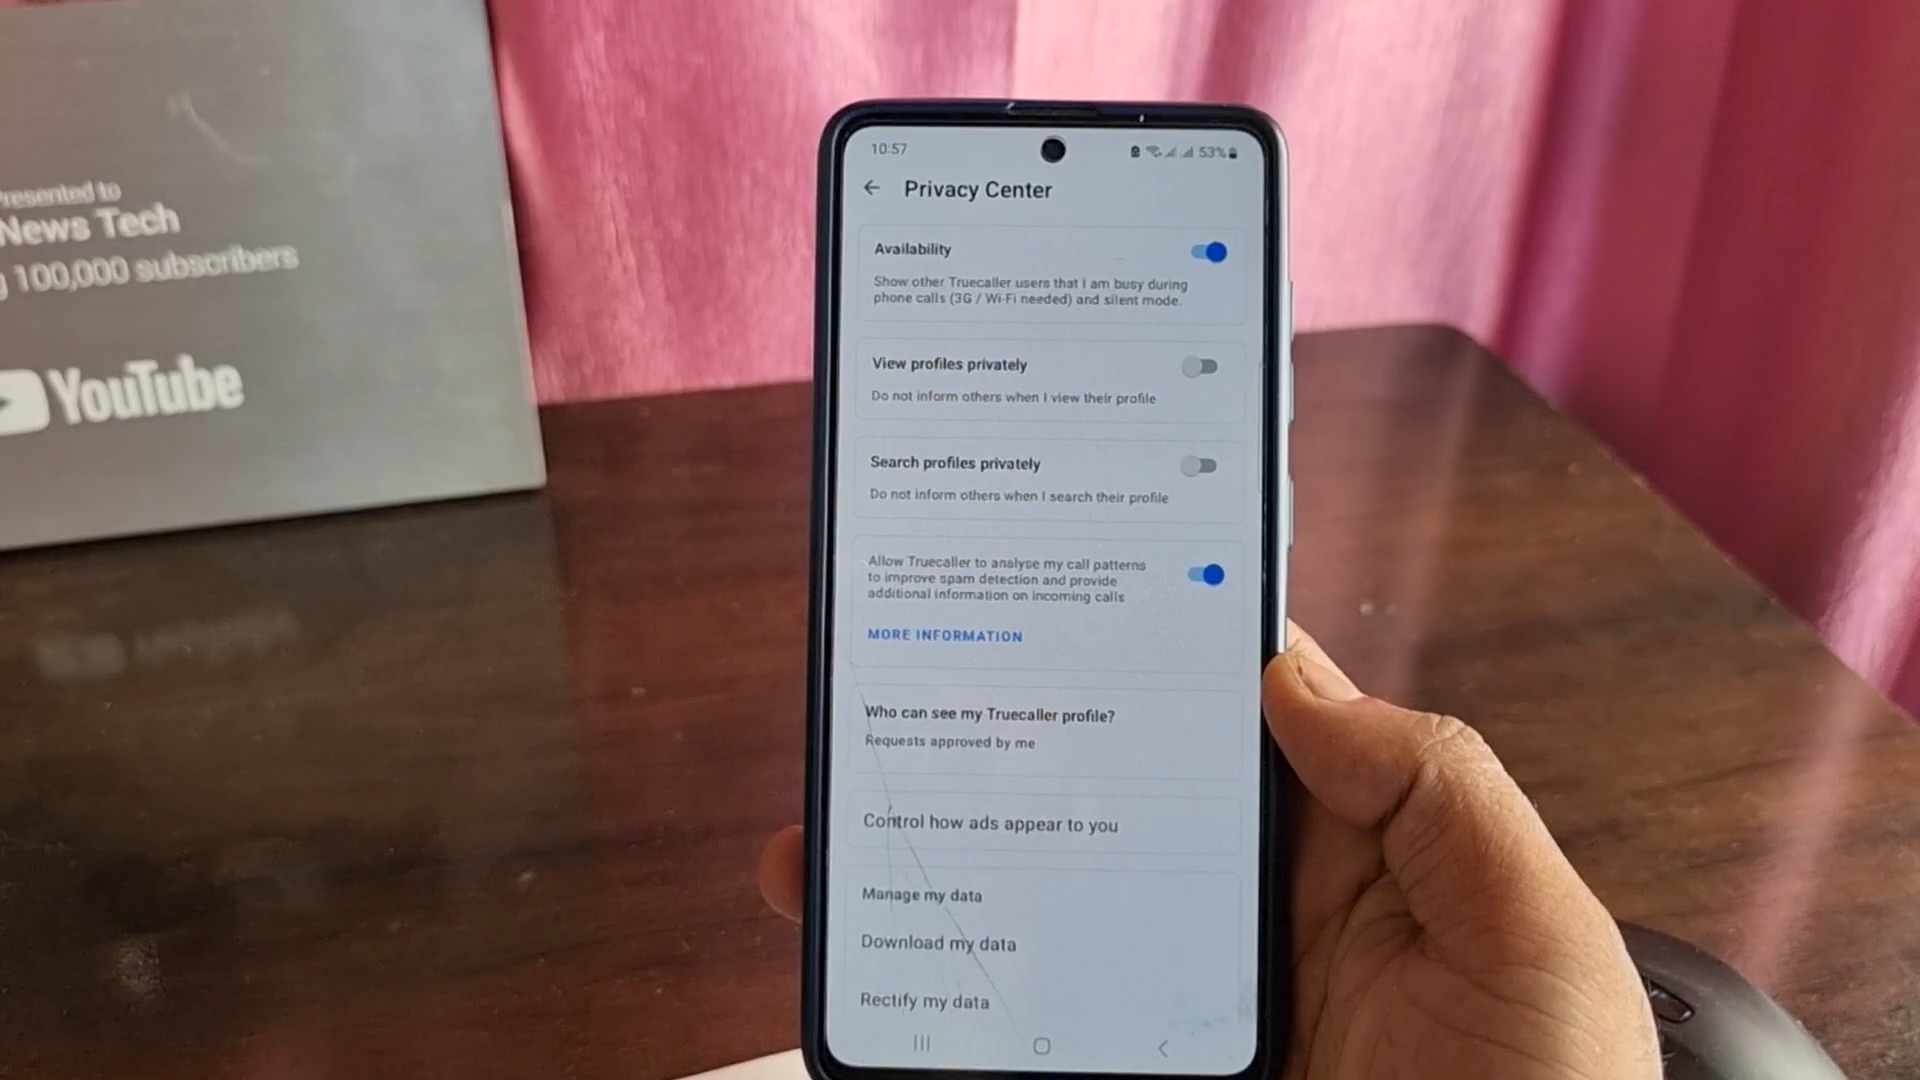 Presented to
News Tech
100,000 subscribers
YouTube
10:57
53%
Privacy Center
Availability
Show other Truecaller users that I am busy during
phone calls (3G / Wi-Fi needed) and silent mode.
View profiles privately
Do not inform others when I view their profile
Search profiles privately
Do not inform others when I search their profile
Allow Truecaller to analyse my call patterns
to improve spam detection and provide
additional information on incoming calls
MORE INFORMATION
Who can see my Truecaller profile?
Requests approved by me
Control how ads appear to you
Manage my data
Download my data
Rectify my data